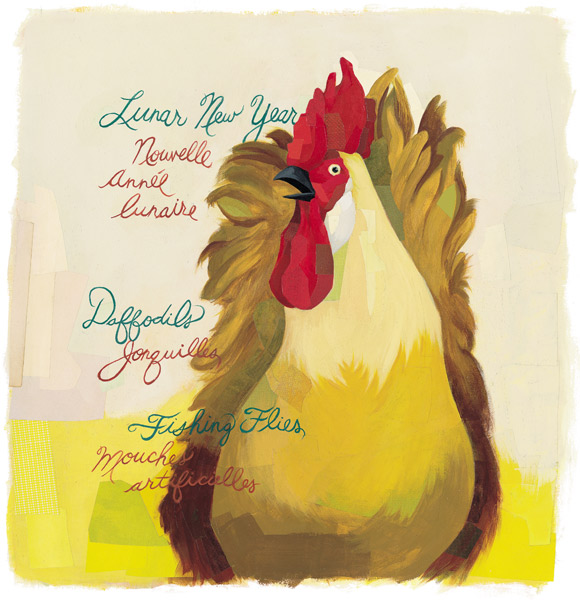 Lunar New Year
Nouvelle
année
lunaire
Daffodils
Jonquilles
Fishing Flies
Mouches
artificielles